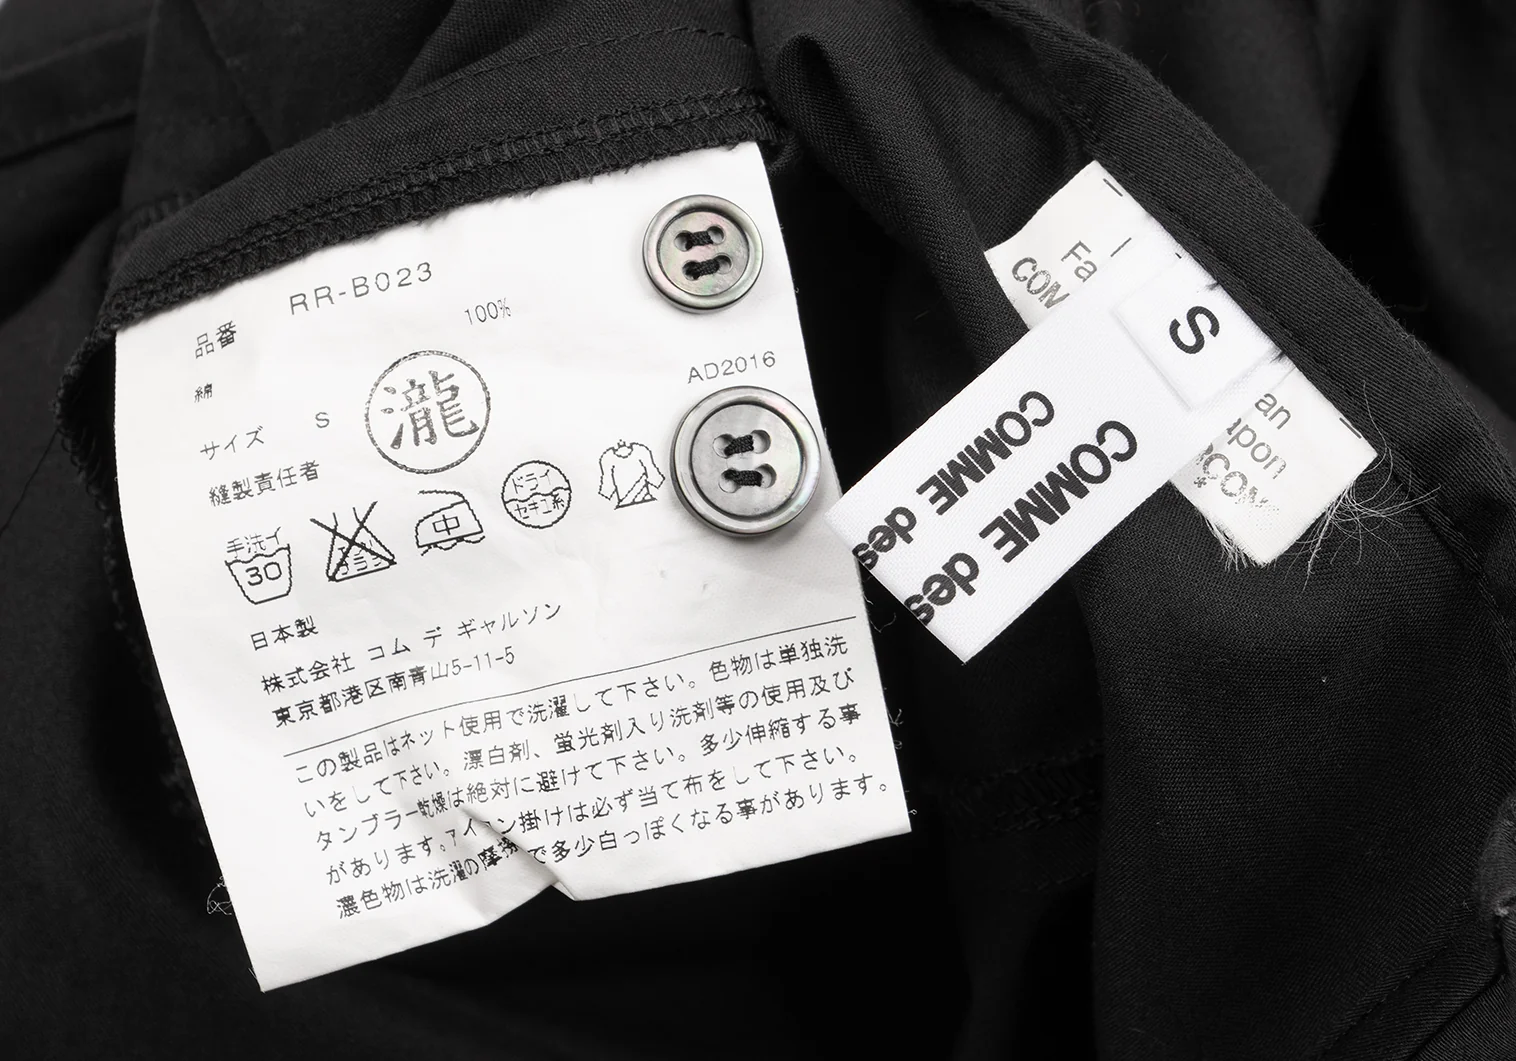 品番 RR-B023
綿 100%
サイズ S
縫製責任者 瀧
AD2016
手洗イ
30
中
ドライ
セキユ系
日本製
株式会社 コム デ ギャルソン
東京都港区南青山5-11-5
この製品はネット使用で洗濯して下さい。色物は単独洗
いをして下さい。漂白剤、蛍光剤入り洗剤等の使用及び
タンブラー乾燥は絶対に避けて下さい。多少伸縮する事
があります。アイロン掛けは必ず当て布をして下さい。
濃色物は洗濯の摩擦で多少白っぽくなる事があります。
S
COMME des
COMME des